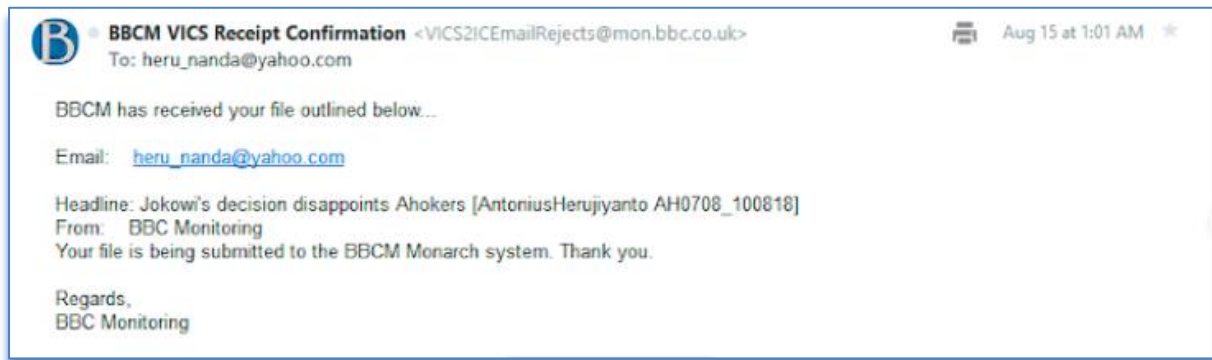 B BBCM VICS Receipt Confirmation <VICS2ICEmailRejects@mon.bbc.co.uk> Aug 15 at 1:01 AM
To: heru_nanda@yahoo.com
BBCM has received your file outlined below...
Email: heru_nanda@yahoo.com
Headline: Jokowi's decision disappoints Ahokers [AntoniusHerujiyanto AH0708_100818]
From: BBC Monitoring
Your file is being submitted to the BBCM Monarch system. Thank you.
Regards,
BBC Monitoring